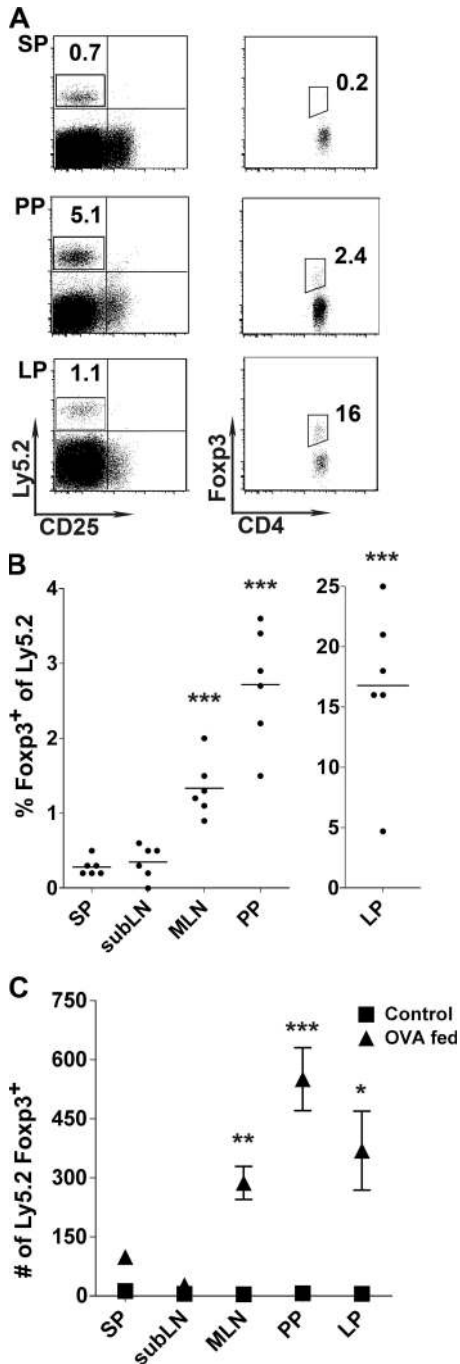 A
SP
0.7
0.2
PP
5.1
2.4
LP
1.1
16
Ly5.2
CD25
Foxp3
CD4
B
% Foxp3+ of Ly5.2
4
3
2
1
0
***
***
SP
subLN
MLN
PP
25
20
15
10
5
0
***
LP
C
# of Ly5.2 Foxp3+
750
600
450
300
150
0
Control
OVA fed
**
***
*
SP
subLN
MLN
PP
LP